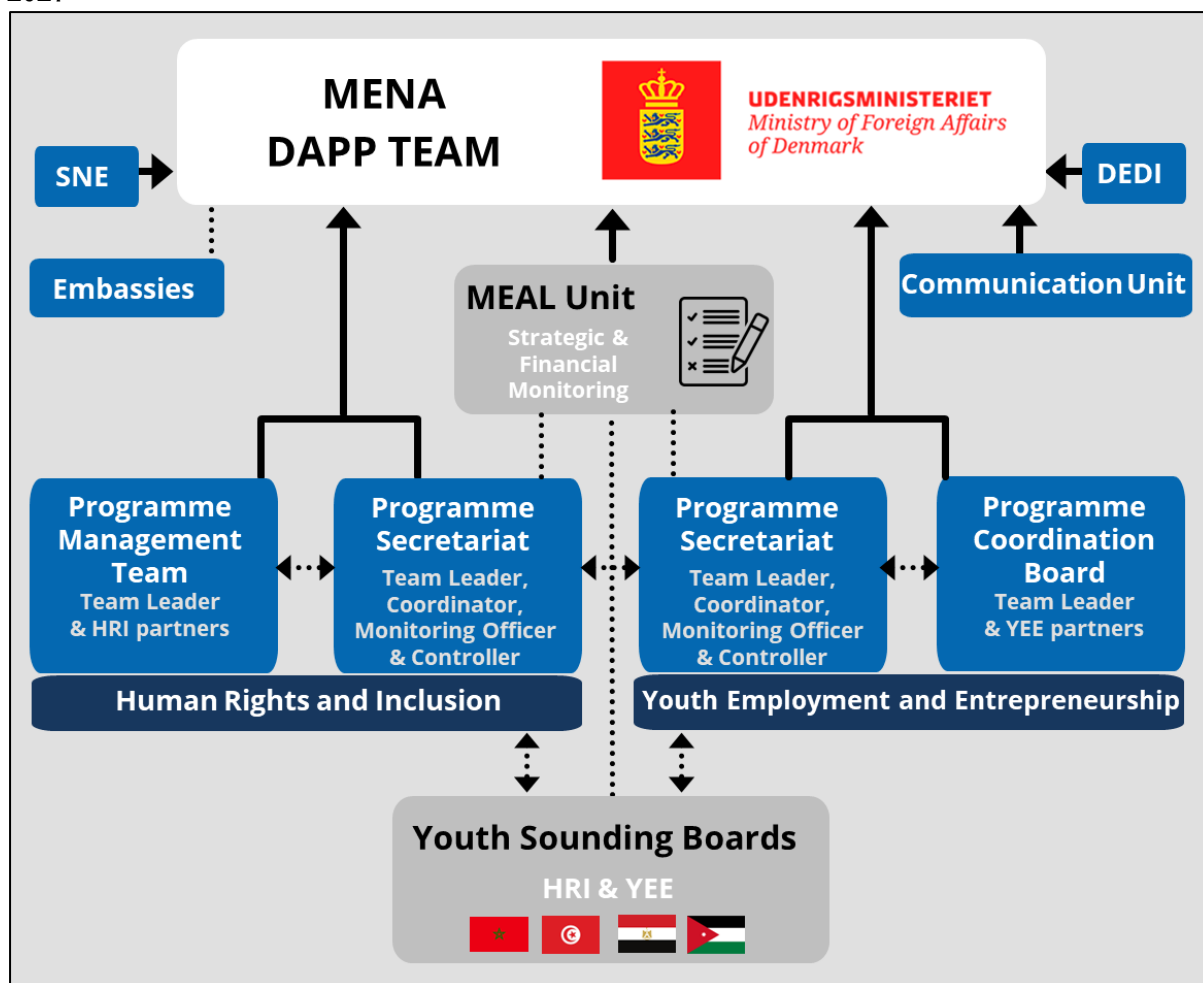 MENA
DAPP TEAM
UDENRIGSMINISTERIET
Ministry of Foreign Affairs
of Denmark
SNE
DEDI
Embassies
Communication Unit
MEAL Unit
Strategic &
Financial
Monitoring
Programme
Management
Team
Team Leader
& HRI partners
Programme
Secretariat
Team Leader,
Coordinator,
Monitoring Officer
& Controller
Programme
Secretariat
Team Leader,
Coordinator,
Monitoring Officer
& Controller
Programme
Coordination
Board
Team Leader
& YEE partners
Human Rights and Inclusion
Youth Employment and Entrepreneurship
Youth Sounding Boards
HRI & YEE